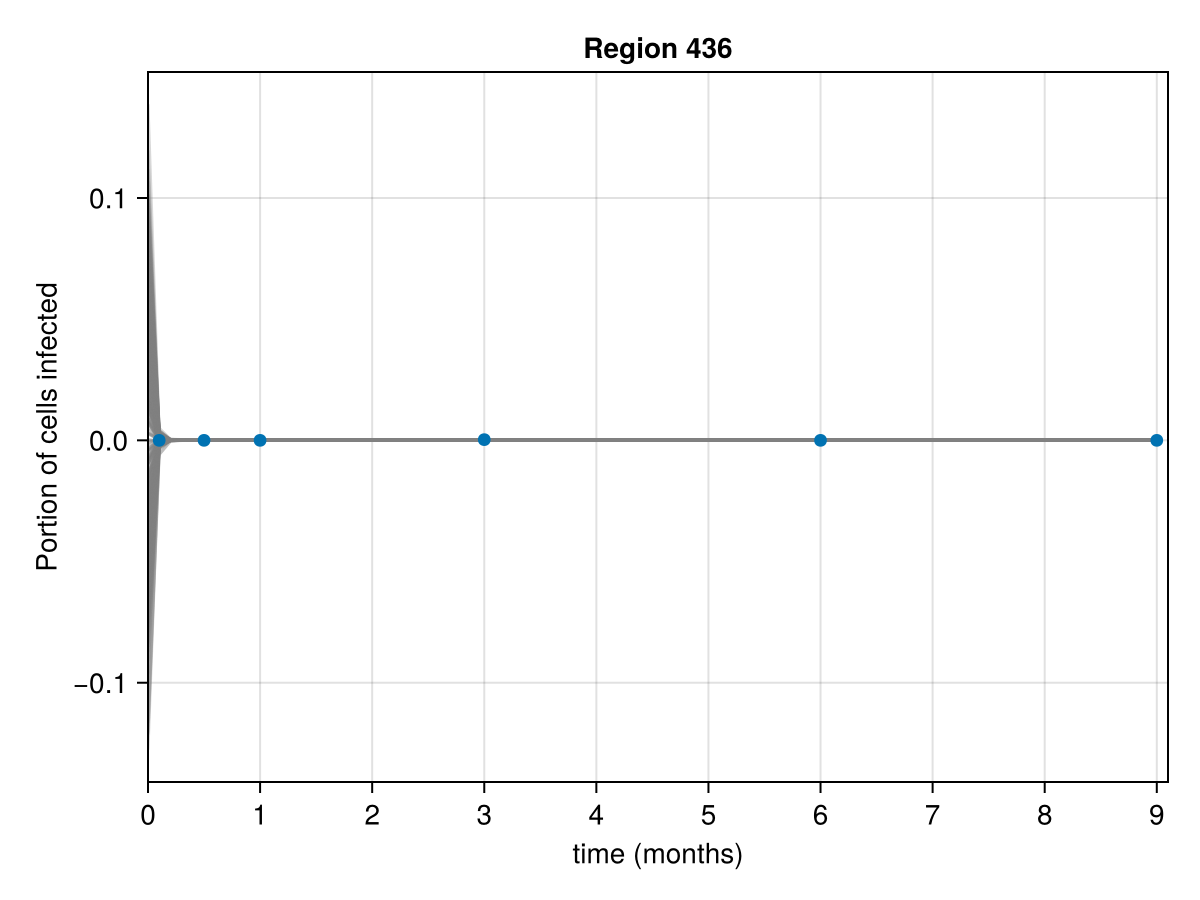 Region 436
Portion of cells infected
0.1
0.0
−0.1
0 1 2 3 4 5 6 7 8 9
time (months)